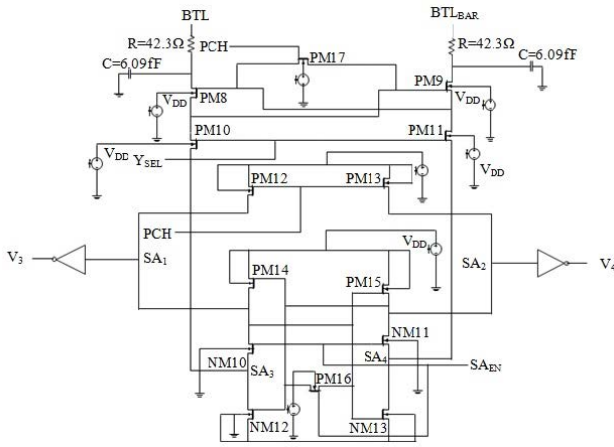 BTL
BTLBAR
R=42.3Ω
PCH
PM17
R=42.3Ω
C=6.09fF
C=6.09fF
PM8
PM9
VDD
VDD
PM10
PM11
VDD
YSEL
VDD
PM12
PM13
PCH
V3
SA1
VDD
SA2
V4
PM14
PM15
NM11
NM10
SA3
SA4
SAEN
PM16
NM12
NM13